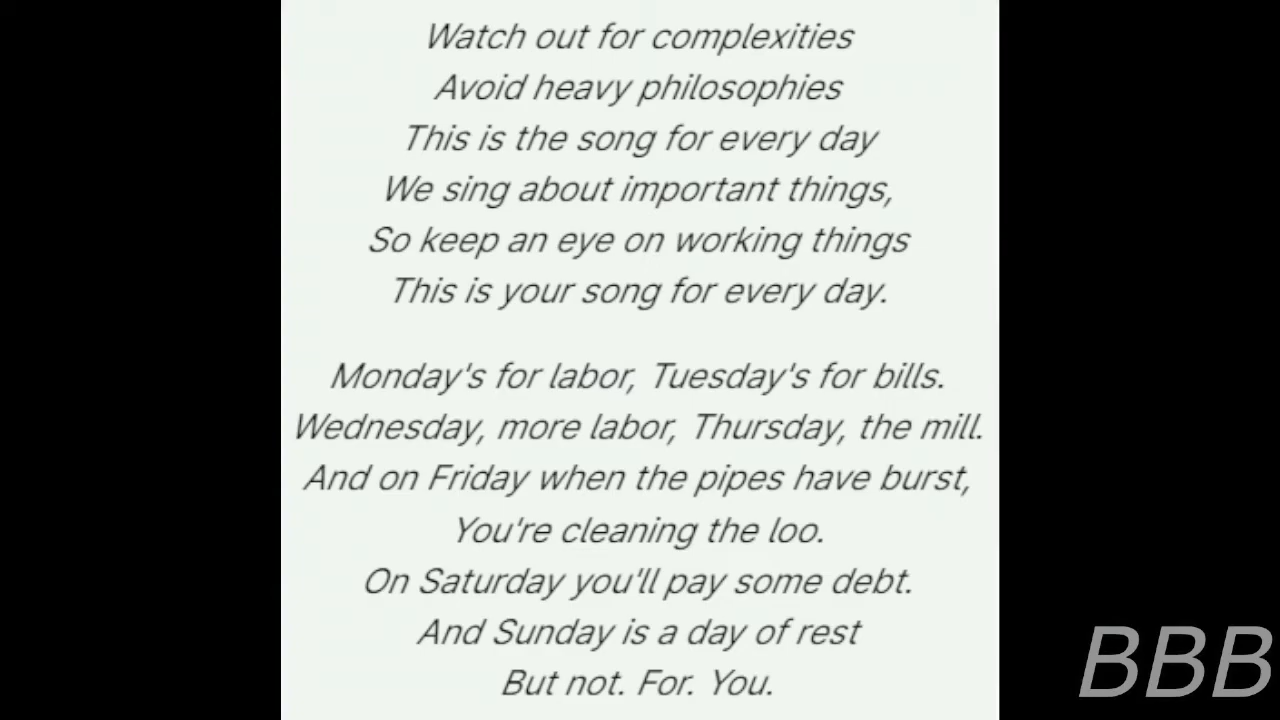 Watch out for complexities
Avoid heavy philosophies
This is the song for every day
We sing about important things,
So keep an eye on working things
This is your song for every day.
Monday's for labor, Tuesday's for bills.
Wednesday, more labor, Thursday, the mill.
And on Friday when the pipes have burst,
You're cleaning the loo.
On Saturday you'll pay some debt.
And Sunday is a day of rest
But not. For. You.
BBB